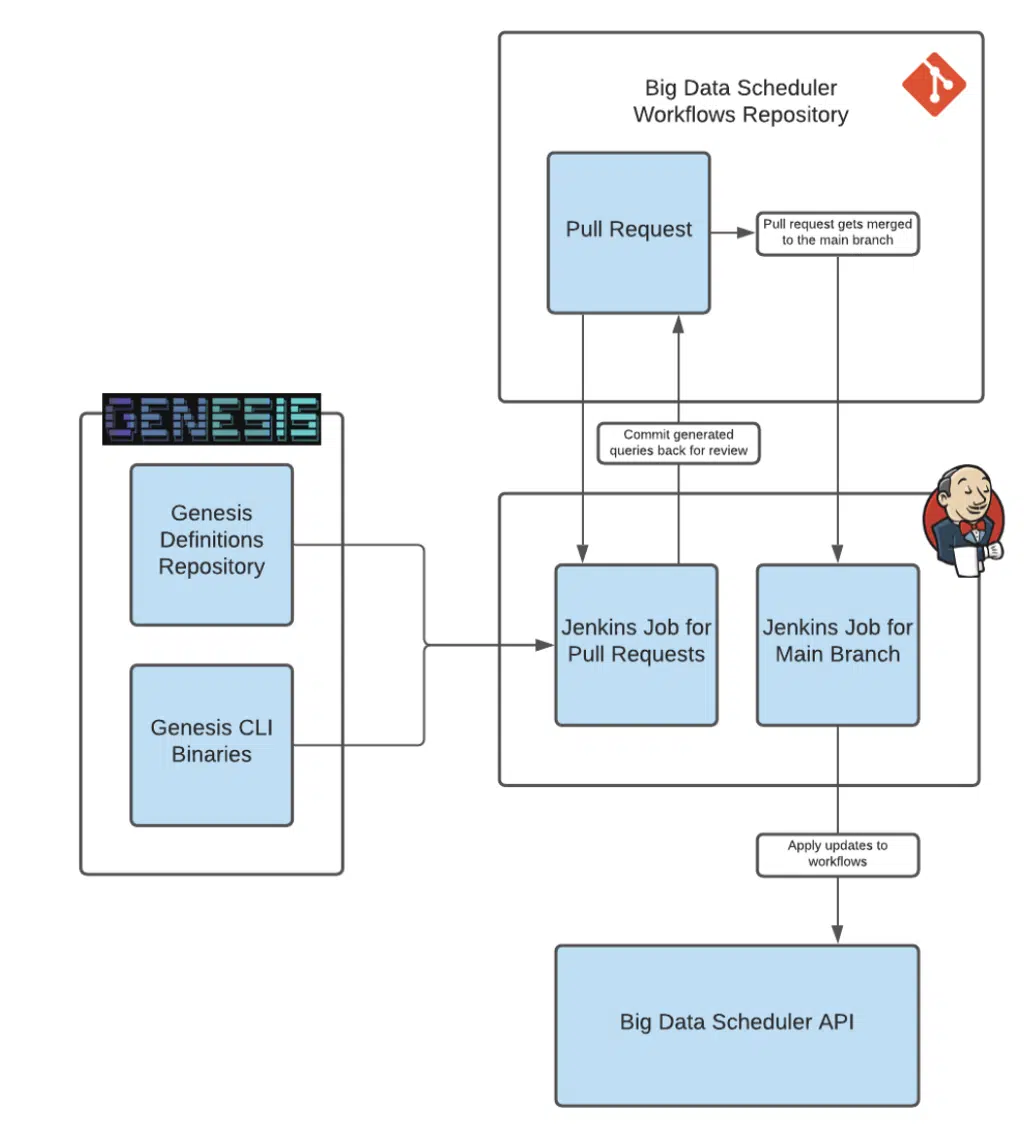 Big Data Scheduler
Workflows Repository
Pull Request
Pull request gets merged
to the main branch
Commit generated
queries back for review
GENESIS
Genesis
Definitions
Repository
Genesis CLI
Binaries
Jenkins Job for
Pull Requests
Jenkins Job for
Main Branch
Apply updates to
workflows
Big Data Scheduler API